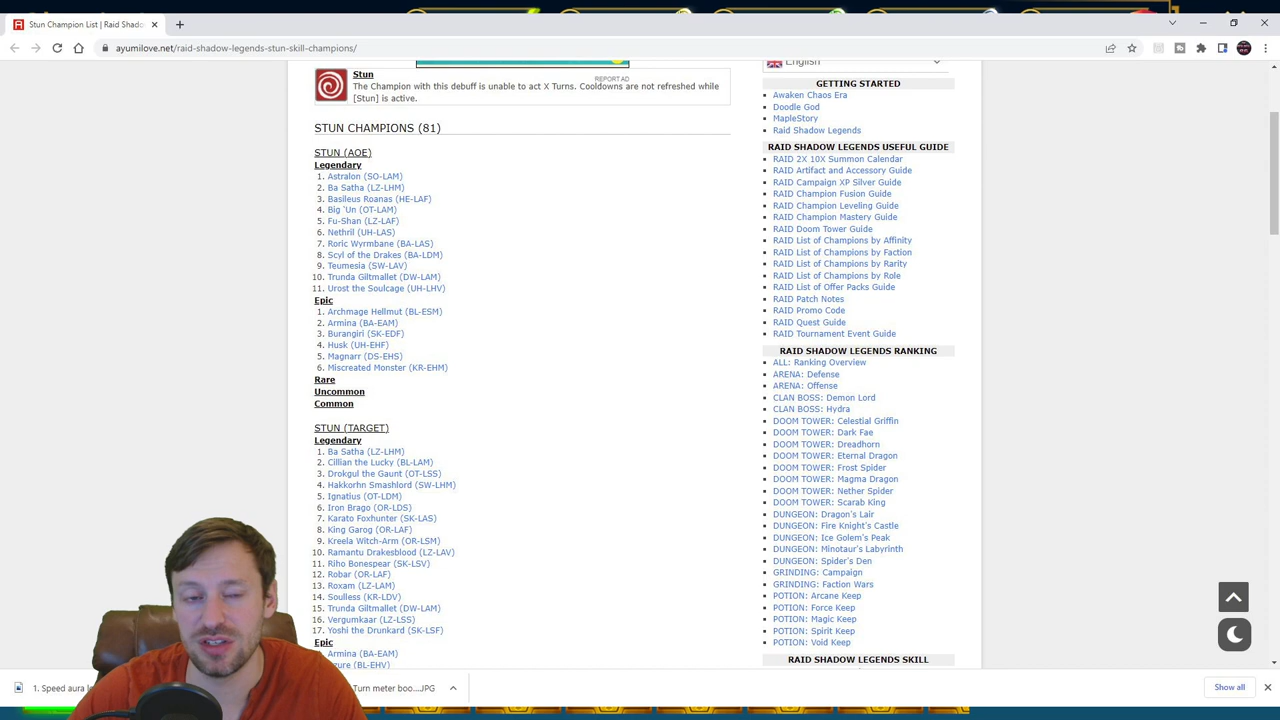 Stun Champion List | Raid Shado
ayumilove.net/raid-shadow-legends-stun-skill-champions/
REPORT AD
Stun
The Champion with this debuff is unable to act X Turns. Cooldowns are not refreshed while
[Stun] is active.
STUN CHAMPIONS (81)
STUN (AOE)
Legendary
1. Astralon (SO-LAM)
2. Ba Satha (LZ-LHM)
3. Basileus Roanas (HE-LAF)
4. Big 'Un (OT-LAM)
5. Fu-Shan (LZ-LAF)
6. Nethril (UH-LAS)
7. Roric Wyrmbane (BA-LAS)
8. Scyl of the Drakes (BA-LDM)
9. Teumesia (SW-LAV)
10. Trunda Giltmallet (DW-LAM)
11. Urost the Soulcage (UH-LHV)
Epic
1. Archmage Hellmut (BL-ESM)
2. Armina (BA-EAM)
3. Burangiri (SK-EDF)
4. Husk (UH-EHF)
5. Magnarr (DS-EHS)
6. Miscreated Monster (KR-EHM)
Rare
Uncommon
Common
STUN (TARGET)
Legendary
1. Ba Satha (LZ-LHM)
2. Cillian the Lucky (BL-LAM)
3. Drokgul the Gaunt (OT-LSS)
4. Hakkorhn Smashlord (SW-LHM)
5. Ignatius (OT-LDM)
6. Iron Brago (OR-LDS)
7. Karato Foxhunter (SK-LAS)
8. King Garog (OR-LAF)
9. Kreela Witch-Arm (OR-LSM)
10. Ramantu Drakesblood (LZ-LAV)
11. Riho Bonespear (SK-LSV)
12. Robar (OR-LAF)
13. Roxam (LZ-LAM)
14. Soulless (KR-LDV)
15. Trunda Giltmallet (DW-LAM)
16. Vergumkaar (LZ-LSS)
17. Yoshi the Drunkard (SK-LSF)
Epic
Armina (BA-EAM)
zure (BL-EHV)
English
GETTING STARTED
Awaken Chaos Era
Doodle God
MapleStory
Raid Shadow Legends
RAID SHADOW LEGENDS USEFUL GUIDE
RAID 2X 10X Summon Calendar
RAID Artifact and Accessory Guide
RAID Campaign XP Silver Guide
RAID Champion Fusion Guide
RAID Champion Leveling Guide
RAID Champion Mastery Guide
RAID Doom Tower Guide
RAID List of Champions by Affinity
RAID List of Champions by Faction
RAID List of Champions by Rarity
RAID List of Champions by Role
RAID List of Offer Packs Guide
RAID Patch Notes
RAID Promo Code
RAID Quest Guide
RAID Tournament Event Guide
RAID SHADOW LEGENDS RANKING
ALL: Ranking Overview
ARENA: Defense
ARENA: Offense
CLAN BOSS: Demon Lord
CLAN BOSS: Hydra
DOOM TOWER: Celestial Griffin
DOOM TOWER: Dark Fae
DOOM TOWER: Dreadhorn
DOOM TOWER: Eternal Dragon
DOOM TOWER: Frost Spider
DOOM TOWER: Magma Dragon
DOOM TOWER: Nether Spider
DOOM TOWER: Scarab King
DUNGEON: Dragon's Lair
DUNGEON: Fire Knight's Castle
DUNGEON: Ice Golem's Peak
DUNGEON: Minotaur's Labyrinth
DUNGEON: Spider's Den
GRINDING: Campaign
GRINDING: Faction Wars
POTION: Arcane Keep
POTION: Force Keep
POTION: Magic Keep
POTION: Spirit Keep
POTION: Void Keep
RAID SHADOW LEGENDS SKILL
1. Speed aura l
Turn meter boo....JPG
Show all